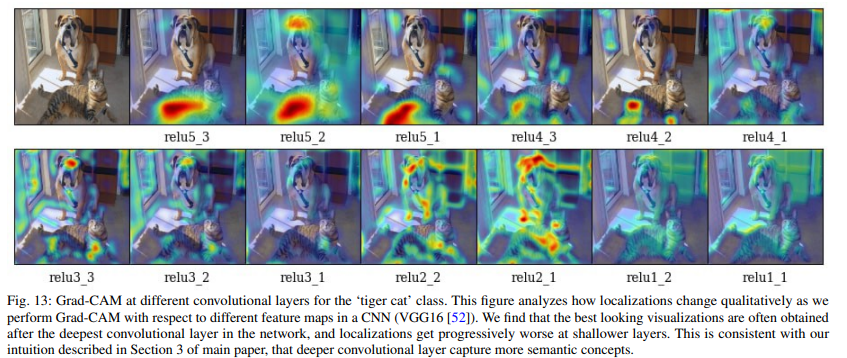 relu5_3 relu5_2 relu5_1 relu4_3 relu4_2 relu4_1
relu3_3 relu3_2 relu3_1 relu2_2 relu2_1 relu1_2 relu1_1
Fig. 13: Grad-CAM at different convolutional layers for the ‘tiger cat’ class. This figure analyzes how localizations change qualitatively as we
perform Grad-CAM with respect to different feature maps in a CNN (VGG16 [52]). We find that the best looking visualizations are often obtained
after the deepest convolutional layer in the network, and localizations get progressively worse at shallower layers. This is consistent with our
intuition described in Section 3 of main paper, that deeper convolutional layer capture more semantic concepts.